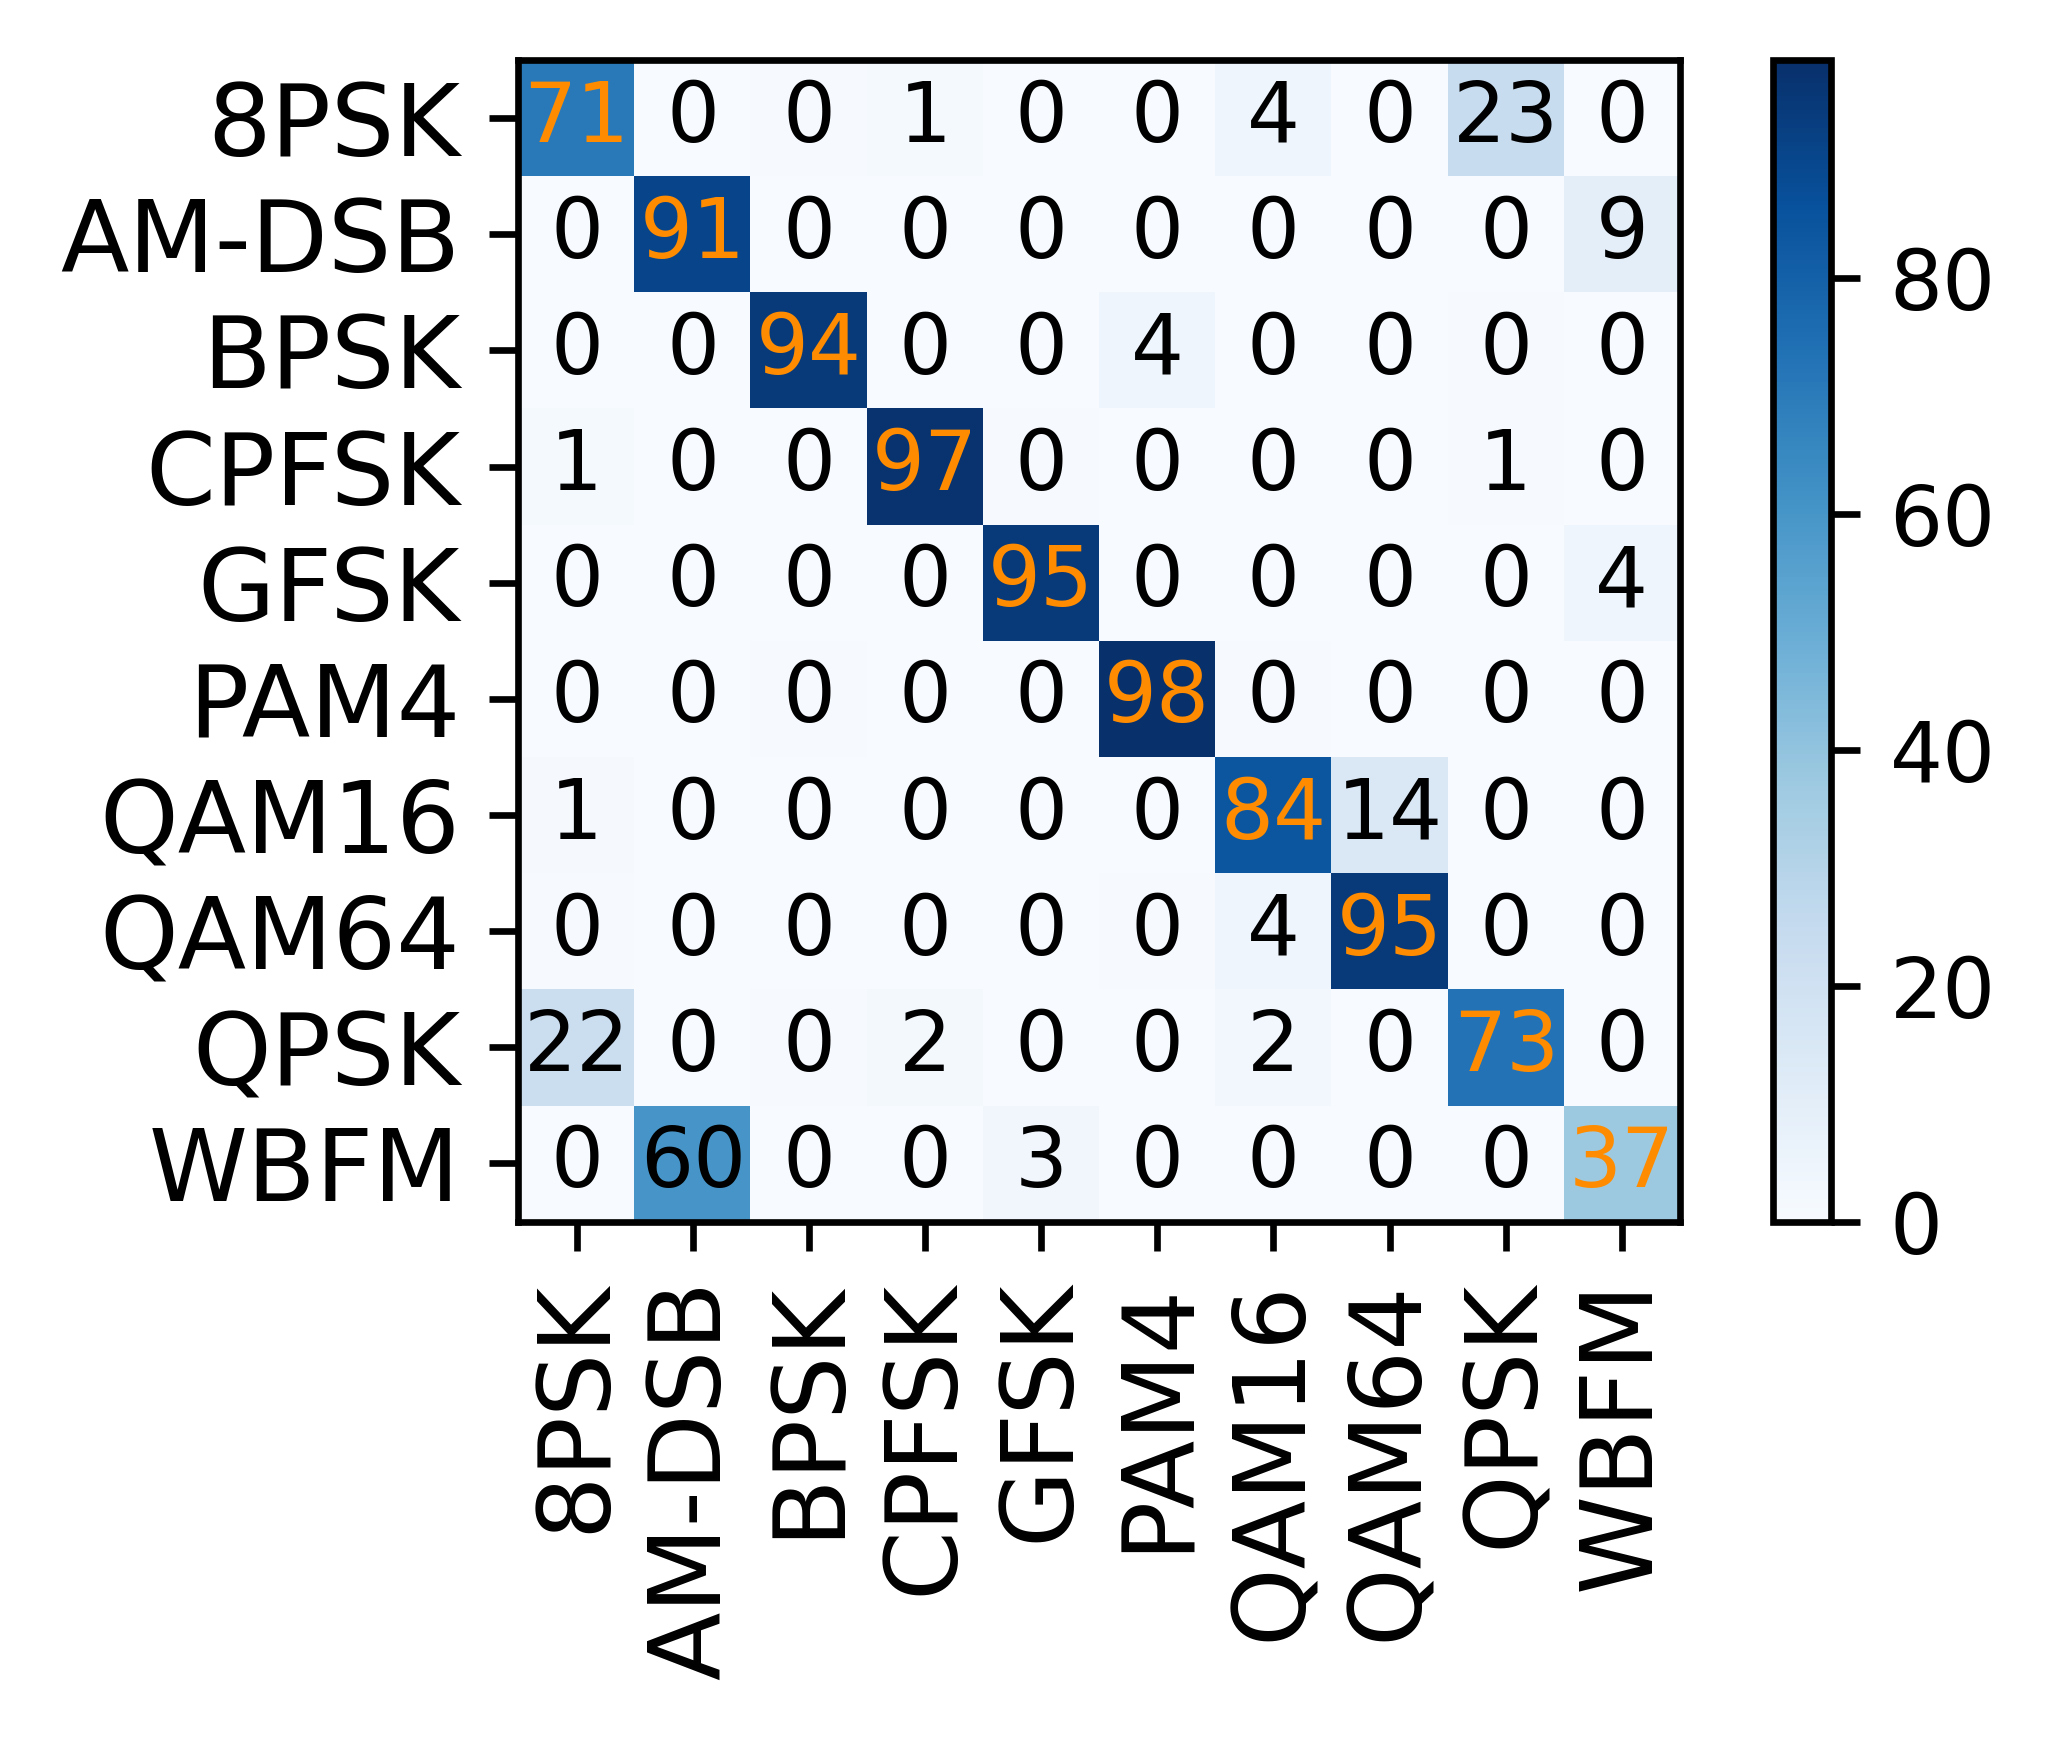 8PSK 71 0 0 1 0 0 4 0 23 0
AM-DSB 0 91 0 0 0 0 0 0 0 9
BPSK 0 0 94 0 0 4 0 0 0 0
CPFSK 1 0 0 97 0 0 0 0 1 0
GFSK 0 0 0 0 95 0 0 0 0 4
PAM4 0 0 0 0 0 98 0 0 0 0
QAM16 1 0 0 0 0 0 84 14 0 0
QAM64 0 0 0 0 0 0 4 95 0 0
QPSK 22 0 0 2 0 0 2 0 73 0
WBFM 0 60 0 0 3 0 0 0 0 37
8PSK AM-DSB BPSK CPFSK GFSK PAM4 QAM16 QAM64 QPSK WBFM
80
60
40
20
0